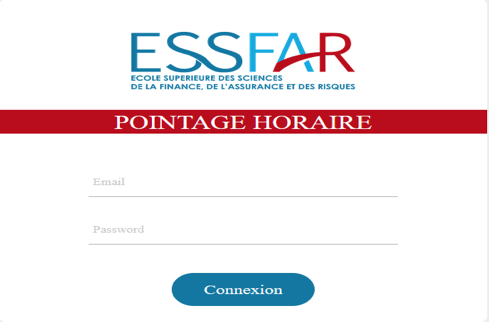 ESSFAR
ECOLE SUPERIEURE DES SCIENCES
DE LA FINANCE, DE L'ASSURANCE ET DES RISQUES
POINTAGE HORAIRE
Email
Password
Connexion